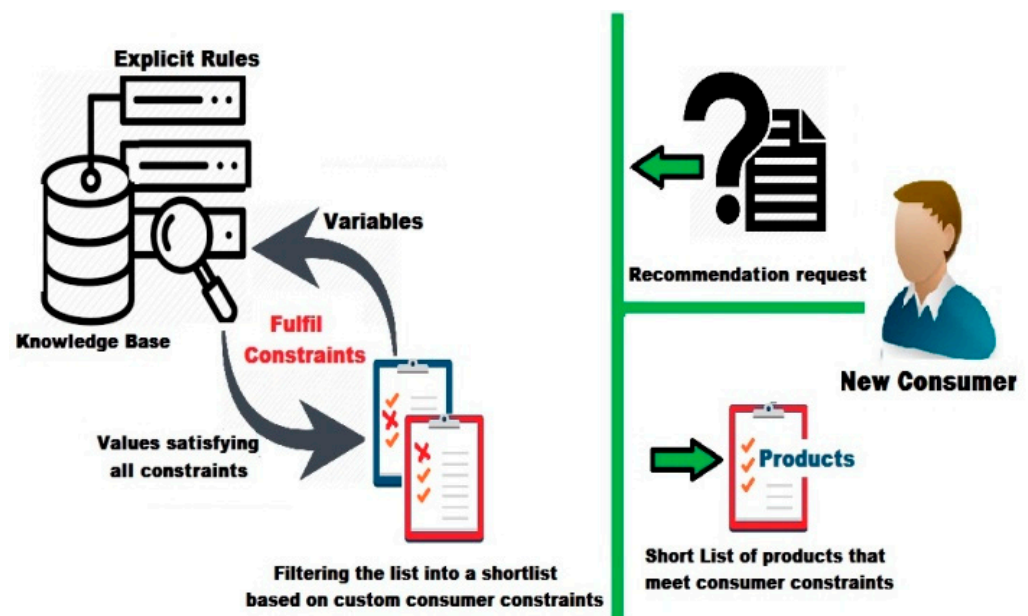 Explicit Rules
Variables
Knowledge Base
Fulfil
Constraints
Values satisfying
all constraints
Filtering the list into a shortlist
based on custom consumer constraints
Recommendation request
New Consumer
Products
Short List of products that
meet consumer constraints